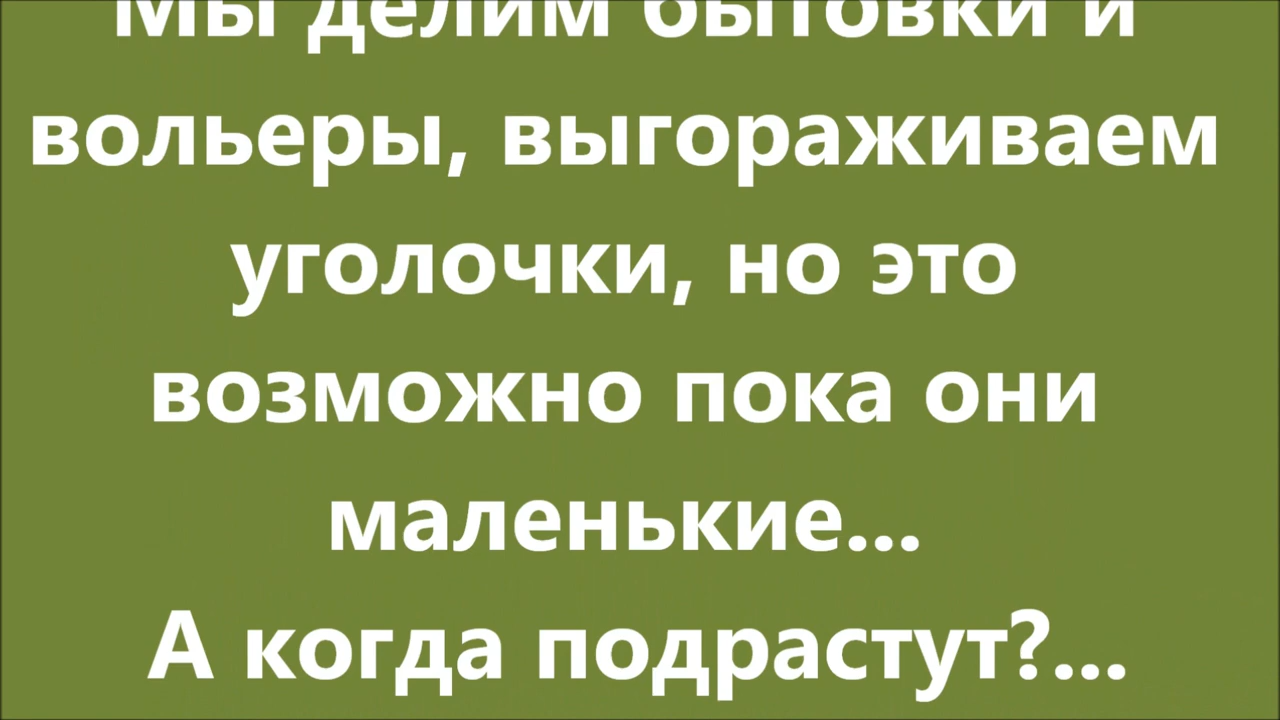 Мы делим бытовки и
вольеры, выгораживаем
уголочки, но это
возможно пока они
маленькие...
А когда подрастут?...